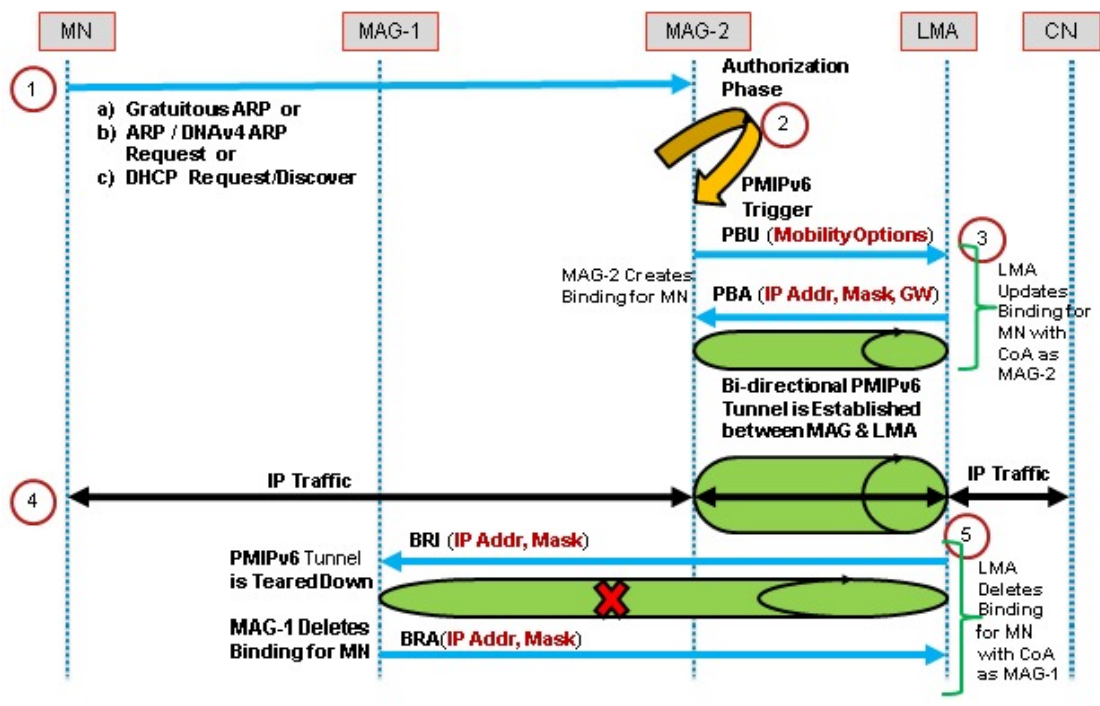 MN
MAG-1
MAG-2
LMA
CN
1
a) Gratuitous ARP or
b) ARP / DNAv4 ARP
Request or
c) DHCP Request/Discover
Authorization
Phase
2
PMIPv6
Trigger
PBU (Mobility Options)
3
MAG-2 Creates
Binding for MN
PBA (IP Addr, Mask, GW)
LMA
Updates
Binding for
MN with
CoA as
MAG-2
Bi-directional PMIPv6
Tunnel is Established
between MAG & LMA
4
IP Traffic
IP Traffic
BRI (IP Addr, Mask)
5
PMIPv6 Tunnel
is Teared Down
MAG-1 Deletes
Binding for MN
BRA(IP Addr, Mask)
LMA
Deletes
Binding
for MN
with CoA
as MAG-1